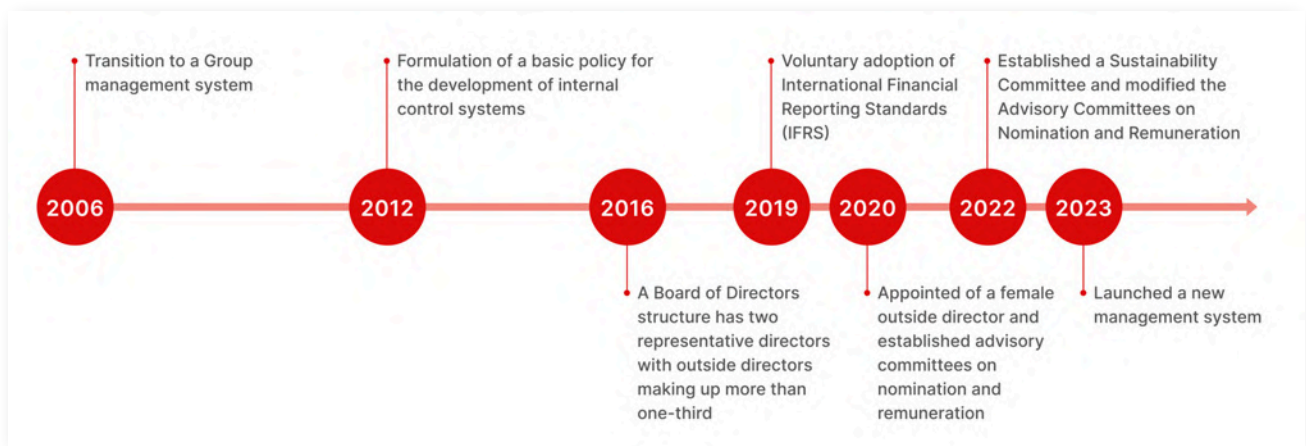 Transition to a Group
management system
Formulation of a basic policy for
the development of internal
control systems
Voluntary adoption of
International Financial
Reporting Standards
(IFRS)
Established a Sustainability
Committee and modified the
Advisory Committees on
Nomination and Remuneration
2006
2012
2016
2019
2020
2022
2023
A Board of Directors
structure has two
representative directors
with outside directors
making up more than
one-third
Appointed of a female
outside director and
established advisory
committees on
nomination and
remuneration
Launched a new
management system